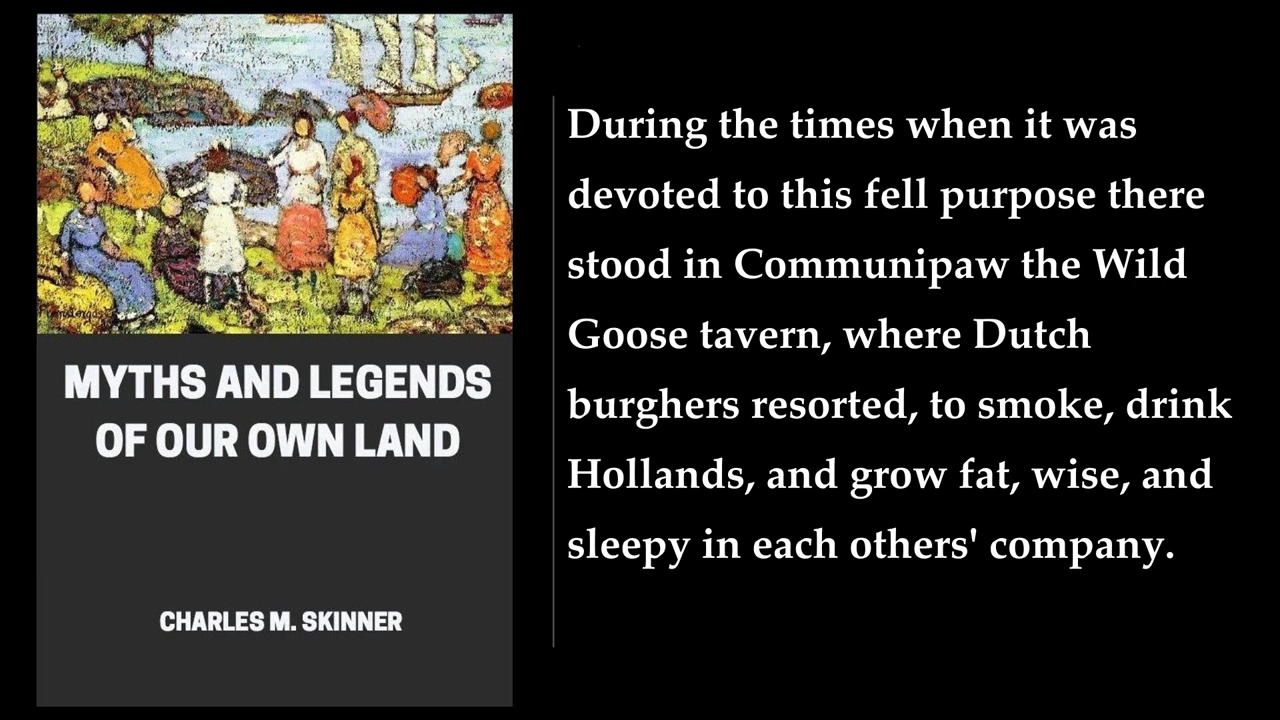 MYTHS AND LEGENDS
OF OUR OWN LAND
CHARLES M. SKINNER
During the times when it was
devoted to this fell purpose there
stood in Communipaw the Wild
Goose tavern, where Dutch
burghers resorted, to smoke, drink
Hollands, and grow fat, wise, and
sleepy in each others' company.